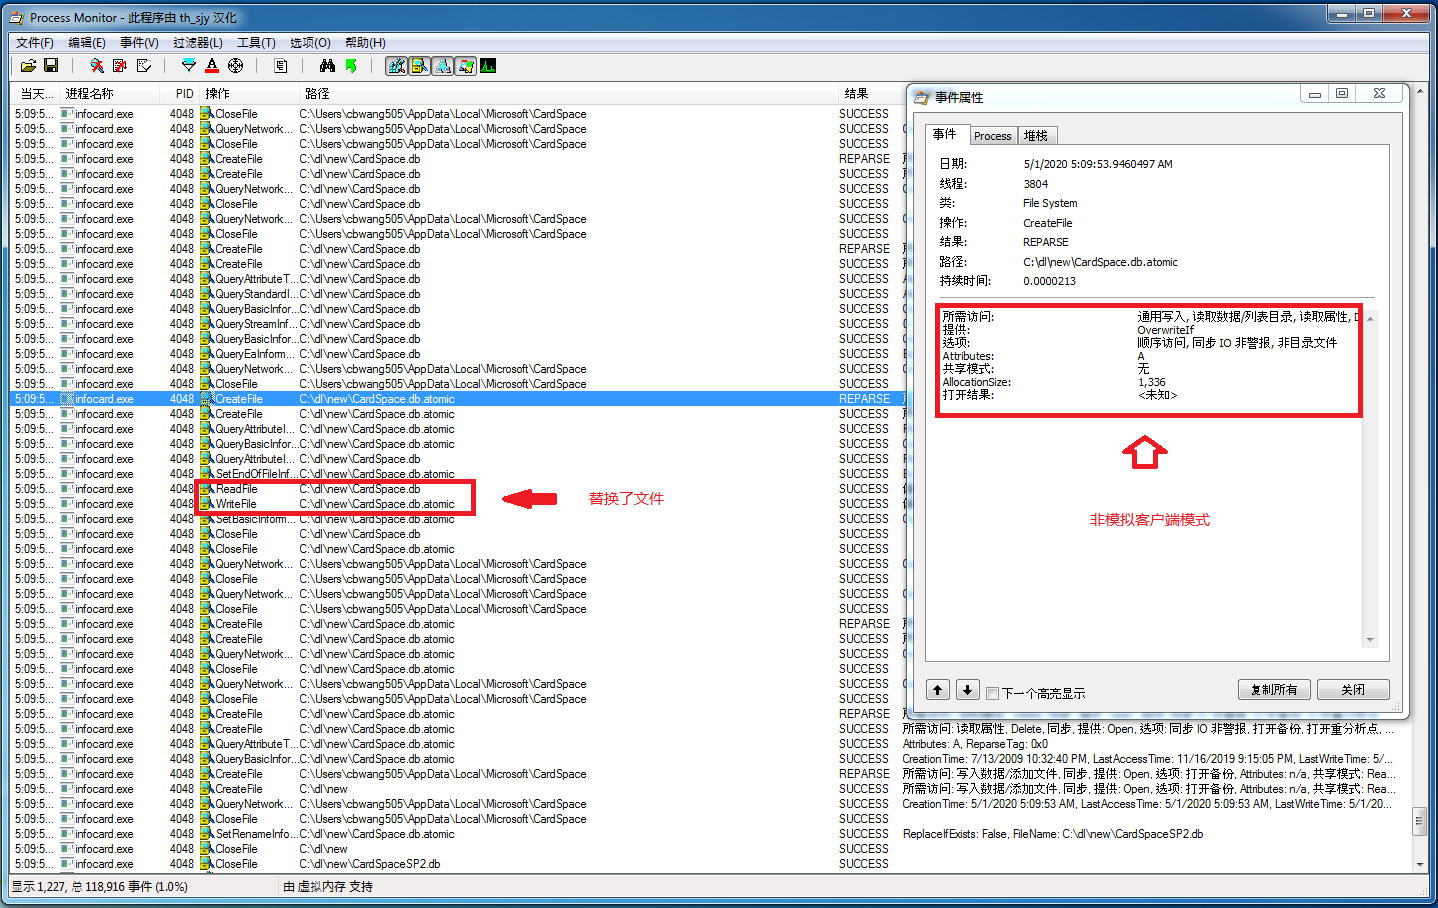 Process Monitor - 此程序由 th_sjy 汉化
文件(F) 编辑(E) 事件(V) 过滤器(L) 工具(T) 选项(O) 帮助(H)
当天... 进程名称 PID 操作 路径 结果
5:09:5... infocard.exe 4048 CloseFile C:\Users\cbwang505\AppData\Local\Microsoft\CardSpace SUCCESS
5:09:5... infocard.exe 4048 QueryNetwork... C:\Users\cbwang505\AppData\Local\Microsoft\CardSpace SUCCESS
5:09:5... infocard.exe 4048 CloseFile C:\Users\cbwang505\AppData\Local\Microsoft\CardSpace SUCCESS
5:09:5... infocard.exe 4048 CreateFile C:\dl\new\CardSpace.db REPARSE
5:09:5... infocard.exe 4048 CreateFile C:\dl\new\CardSpace.db SUCCESS
5:09:5... infocard.exe 4048 QueryNetwork... C:\dl\new\CardSpace.db SUCCESS
5:09:5... infocard.exe 4048 CloseFile C:\dl\new\CardSpace.db SUCCESS
5:09:5... infocard.exe 4048 QueryNetwork... C:\Users\cbwang505\AppData\Local\Microsoft\CardSpace SUCCESS
5:09:5... infocard.exe 4048 CloseFile C:\Users\cbwang505\AppData\Local\Microsoft\CardSpace SUCCESS
5:09:5... infocard.exe 4048 CreateFile C:\dl\new\CardSpace.db REPARSE
5:09:5... infocard.exe 4048 CreateFile C:\dl\new\CardSpace.db SUCCESS
5:09:5... infocard.exe 4048 QueryAttributeT... C:\dl\new\CardSpace.db SUCCESS
5:09:5... infocard.exe 4048 QueryStandardI... C:\dl\new\CardSpace.db SUCCESS
5:09:5... infocard.exe 4048 QueryBasicInfor... C:\dl\new\CardSpace.db SUCCESS
5:09:5... infocard.exe 4048 QueryStreamInf... C:\dl\new\CardSpace.db SUCCESS
5:09:5... infocard.exe 4048 QueryBasicInfor... C:\dl\new\CardSpace.db SUCCESS
5:09:5... infocard.exe 4048 QueryEaInform... C:\dl\new\CardSpace.db SUCCESS
5:09:5... infocard.exe 4048 QueryNetwork... C:\Users\cbwang505\AppData\Local\Microsoft\CardSpace SUCCESS
5:09:5... infocard.exe 4048 CloseFile C:\Users\cbwang505\AppData\Local\Microsoft\CardSpace SUCCESS
5:09:5... infocard.exe 4048 CreateFile C:\dl\new\CardSpace.db.atomic REPARSE
5:09:5... infocard.exe 4048 CreateFile C:\dl\new\CardSpace.db.atomic SUCCESS
5:09:5... infocard.exe 4048 QueryAttributeI... C:\dl\new\CardSpace.db.atomic SUCCESS
5:09:5... infocard.exe 4048 QueryBasicInfor... C:\dl\new\CardSpace.db.atomic SUCCESS
5:09:5... infocard.exe 4048 QueryAttributeI... C:\dl\new\CardSpace.db SUCCESS
5:09:5... infocard.exe 4048 SetEndOfFileInf... C:\dl\new\CardSpace.db.atomic SUCCESS
5:09:5... infocard.exe 4048 ReadFile C:\dl\new\CardSpace.db SUCCESS
5:09:5... infocard.exe 4048 WriteFile C:\dl\new\CardSpace.db.atomic SUCCESS
5:09:5... infocard.exe 4048 SetBasicInform... C:\dl\new\CardSpace.db.atomic SUCCESS
5:09:5... infocard.exe 4048 CloseFile C:\dl\new\CardSpace.db SUCCESS
5:09:5... infocard.exe 4048 CloseFile C:\dl\new\CardSpace.db.atomic SUCCESS
5:09:5... infocard.exe 4048 QueryNetwork... C:\Users\cbwang505\AppData\Local\Microsoft\CardSpace SUCCESS
5:09:5... infocard.exe 4048 CloseFile C:\Users\cbwang505\AppData\Local\Microsoft\CardSpace SUCCESS
5:09:5... infocard.exe 4048 QueryNetwork... C:\Users\cbwang505\AppData\Local\Microsoft\CardSpace SUCCESS
5:09:5... infocard.exe 4048 CloseFile C:\Users\cbwang505\AppData\Local\Microsoft\CardSpace SUCCESS
5:09:5... infocard.exe 4048 CreateFile C:\dl\new\CardSpace.db.atomic REPARSE
5:09:5... infocard.exe 4048 CreateFile C:\dl\new\CardSpace.db.atomic SUCCESS
5:09:5... infocard.exe 4048 QueryNetwork... C:\dl\new\CardSpace.db.atomic SUCCESS
5:09:5... infocard.exe 4048 CloseFile C:\dl\new\CardSpace.db.atomic SUCCESS
5:09:5... infocard.exe 4048 QueryNetwork... C:\Users\cbwang505\AppData\Local\Microsoft\CardSpace SUCCESS
5:09:5... infocard.exe 4048 CloseFile C:\Users\cbwang505\AppData\Local\Microsoft\CardSpace SUCCESS
5:09:5... infocard.exe 4048 CreateFile C:\dl\new\CardSpace.db.atomic REPARSE
5:09:5... infocard.exe 4048 CreateFile C:\dl\new\CardSpace.db.atomic SUCCESS 所需访问: 读取属性, Delete, 同步, 提供: Open, 选项: 同步 IO 非警报, 打开备份, 打开重分析点, ...
5:09:5... infocard.exe 4048 QueryAttributeT... C:\dl\new\CardSpace.db.atomic SUCCESS Attributes: A, ReparseTag: 0x0
5:09:5... infocard.exe 4048 QueryBasicInfor... C:\dl\new\CardSpace.db.atomic SUCCESS CreationTime: 7/13/2009 10:32:40 PM, LastAccessTime: 11/16/2019 9:15:05 PM, LastWriteTime: 5/...
5:09:5... infocard.exe 4048 CreateFile C:\Users\cbwang505\AppData\Local\Microsoft\CardSpace REPARSE 所需访问: 写入数据/添加文件, 同步, 提供: Open, 选项: 打开备份, Attributes: n/a, 共享模式: Rea...
5:09:5... infocard.exe 4048 CreateFile C:\dl\new SUCCESS 所需访问: 写入数据/添加文件, 同步, 提供: Open, 选项: 打开备份, Attributes: n/a, 共享模式: Rea...
5:09:5... infocard.exe 4048 QueryNetwork... C:\Users\cbwang505\AppData\Local\Microsoft\CardSpace SUCCESS CreationTime: 5/1/2020 5:09:53 AM, LastAccessTime: 5/1/2020 5:09:53 AM, LastWriteTime: 5/1/20...
5:09:5... infocard.exe 4048 CloseFile C:\Users\cbwang505\AppData\Local\Microsoft\CardSpace SUCCESS
5:09:5... infocard.exe 4048 SetRenameInfo... C:\dl\new\CardSpace.db.atomic SUCCESS ReplaceIfExists: False, FileName: C:\dl\new\CardSpaceSP2.db
5:09:5... infocard.exe 4048 CloseFile C:\dl\new SUCCESS
5:09:5... infocard.exe 4048 CloseFile C:\dl\new\CardSpaceSP2.db SUCCESS
替换了文件
显示 1,227, 总 118,916 事件 (1.0%) 由 虚拟内存 支持
事件属性
事件 Process 堆栈
日期: 5/1/2020 5:09:53.9460497 AM
线程: 3804
类: File System
操作: CreateFile
结果: REPARSE
路径: C:\dl\new\CardSpace.db.atomic
持续时间: 0.0000213
所需访问: 通用写入, 读取数据/列表目录, 读取属性,
提供: OverwriteIf
选项: 顺序访问, 同步 IO 非警报, 非目录文件
Attributes: A
共享模式: 无
AllocationSize: 1,336
打开结果: <未知>
非模拟客户端模式
下一个高亮显示 复制所有 关闭